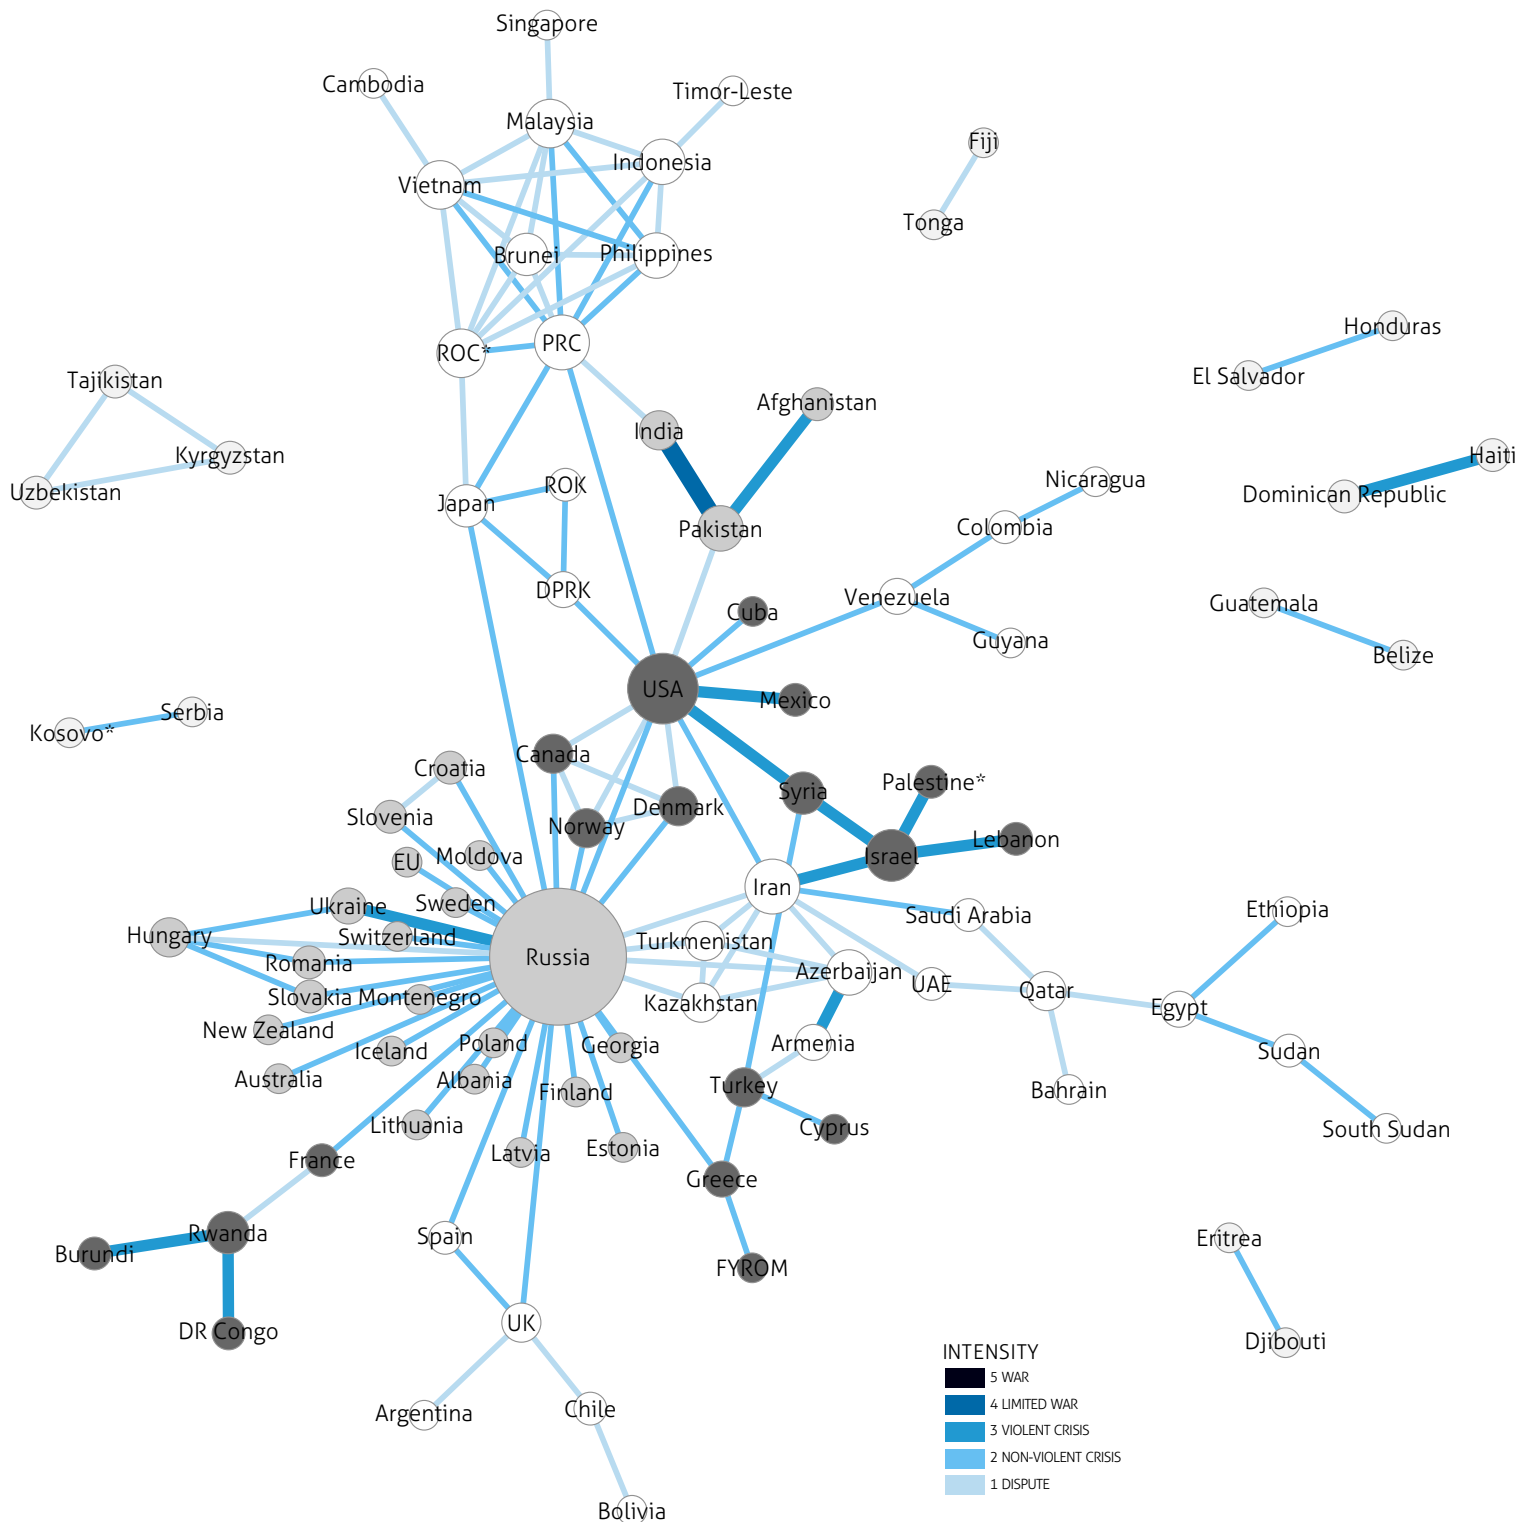 Singapore
Cambodia
Timor-Leste
Malaysia
Fiji
Indonesia
Vietnam
Tonga
Brunei
Philippines
Honduras
ROC*
PRC
El Salvador
Tajikistan
Afghanistan
India
Kyrgyzstan
Haiti
Nicaragua
ROK
Uzbekistan
Dominican Republic
Japan
Colombia
Pakistan
DPRK
Venezuela
Guatemala
Cuba
Guyana
Belize
USA
Mexico
Serbia
Kosovo*
Canada
Croatia
Palestine*
Syria
Denmark
Slovenia
Norway
Lebanon
EU
Moldova
Israel
Iran
Sweden
Ukraine
Ethiopia
Saudi Arabia
Hungary
Switzerland
Turkmenistan
Russia
Romania
Azerbaijan
UAE
Qatar
Slovakia
Montenegro
Kazakhstan
Egypt
New Zealand
Poland
Georgia
Armenia
Iceland
Sudan
Australia
Albania
Finland
Turkey
Bahrain
Lithuania
Cyprus
South Sudan
Latvia
Estonia
France
Greece
Rwanda
Spain
Eritrea
Burundi
FYROM
DR Congo
UK
Djibouti
Argentina
Chile
Bolivia
INTENSITY
5 WAR
4 LIMITED WAR
3 VIOLENT CRISIS
2 NON-VIOLENT CRISIS
1 DISPUTE